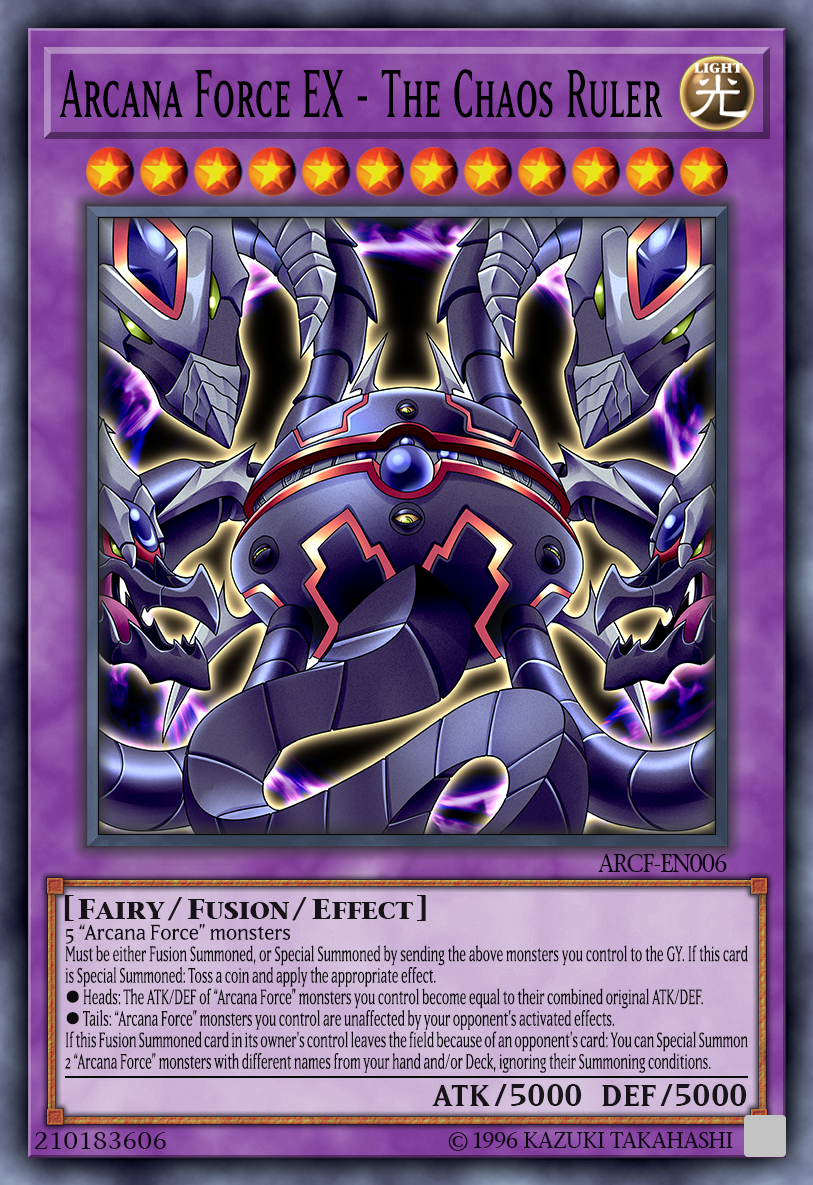 Arcana Force EX - The Chaos Ruler
LIGHT
光
ARCF-EN006
[Fairy/Fusion/Effect]
5 “Arcana Force” monsters
Must be either Fusion Summoned, or Special Summoned by sending the above monsters you control to the GY. If this card
is Special Summoned: Toss a coin and apply the appropriate effect.
● Heads: The ATK/DEF of “Arcana Force” monsters you control become equal to their combined original ATK/DEF.
● Tails: “Arcana Force” monsters you control are unaffected by your opponent’s activated effects.
If this Fusion Summoned card in its owner’s control leaves the field because of an opponent’s card: You can Special Summon
2 “Arcana Force” monsters with different names from your hand and/or Deck, ignoring their Summoning conditions.
ATK/5000 DEF/5000
210183606
© 1996 KAZUKI TAKAHASHI